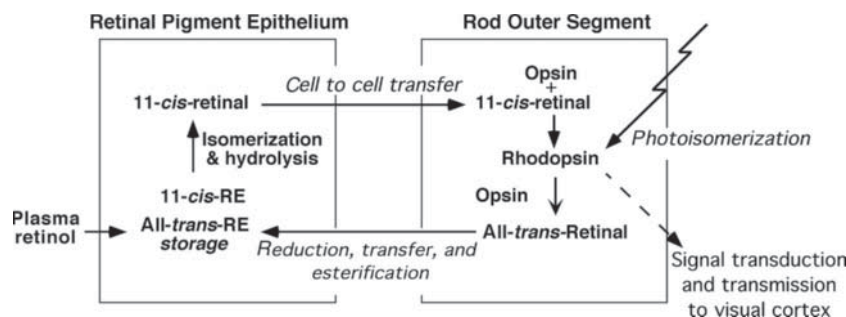 Retinal Pigment Epithelium
Rod Outer Segment
Cell to cell transfer
Opsin
+
11-cis-retinal
11-cis-retinal
Isomerization
& hydrolysis
Photoisomerization
Rhodopsin
11-cis-RE
Opsin
Plasma
retinol
All-trans-RE
storage
All-trans-Retinal
Reduction, transfer, and
esterification
Signal transduction
and transmission
to visual cortex